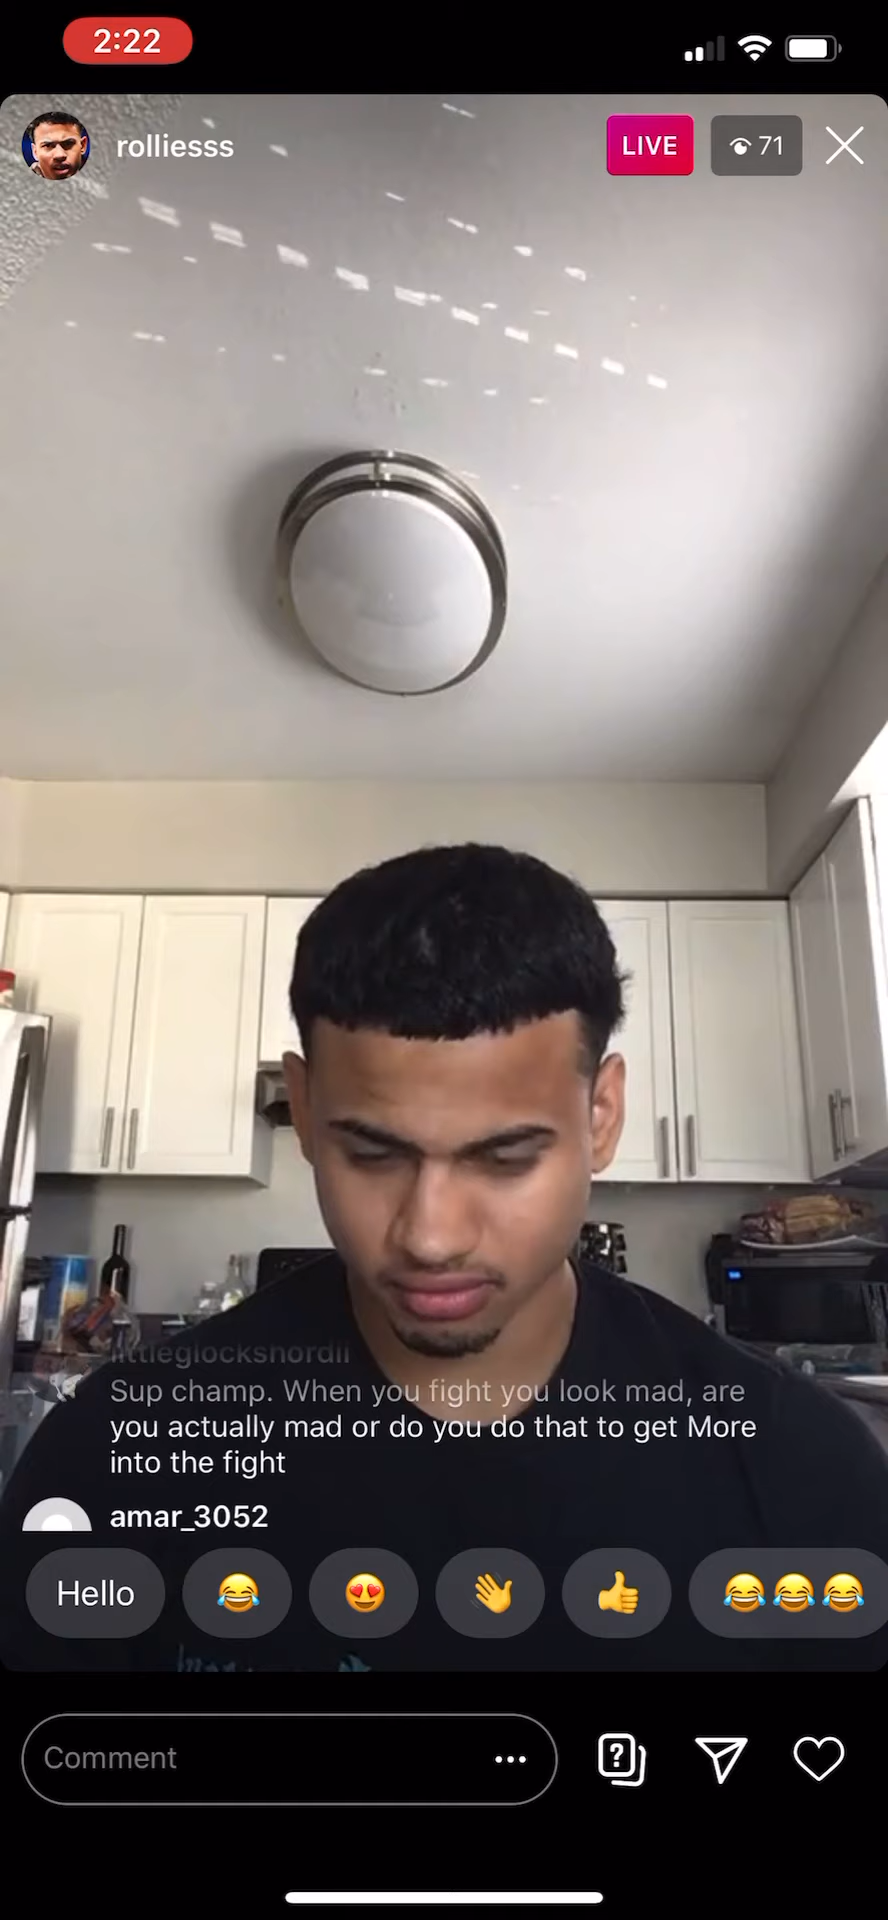 2:22
rolliesss
LIVE
71
littleglockshordii
Sup champ. When you fight you look mad, are
you actually mad or do you do that to get More
into the fight
amar_3052
Hello
Comment